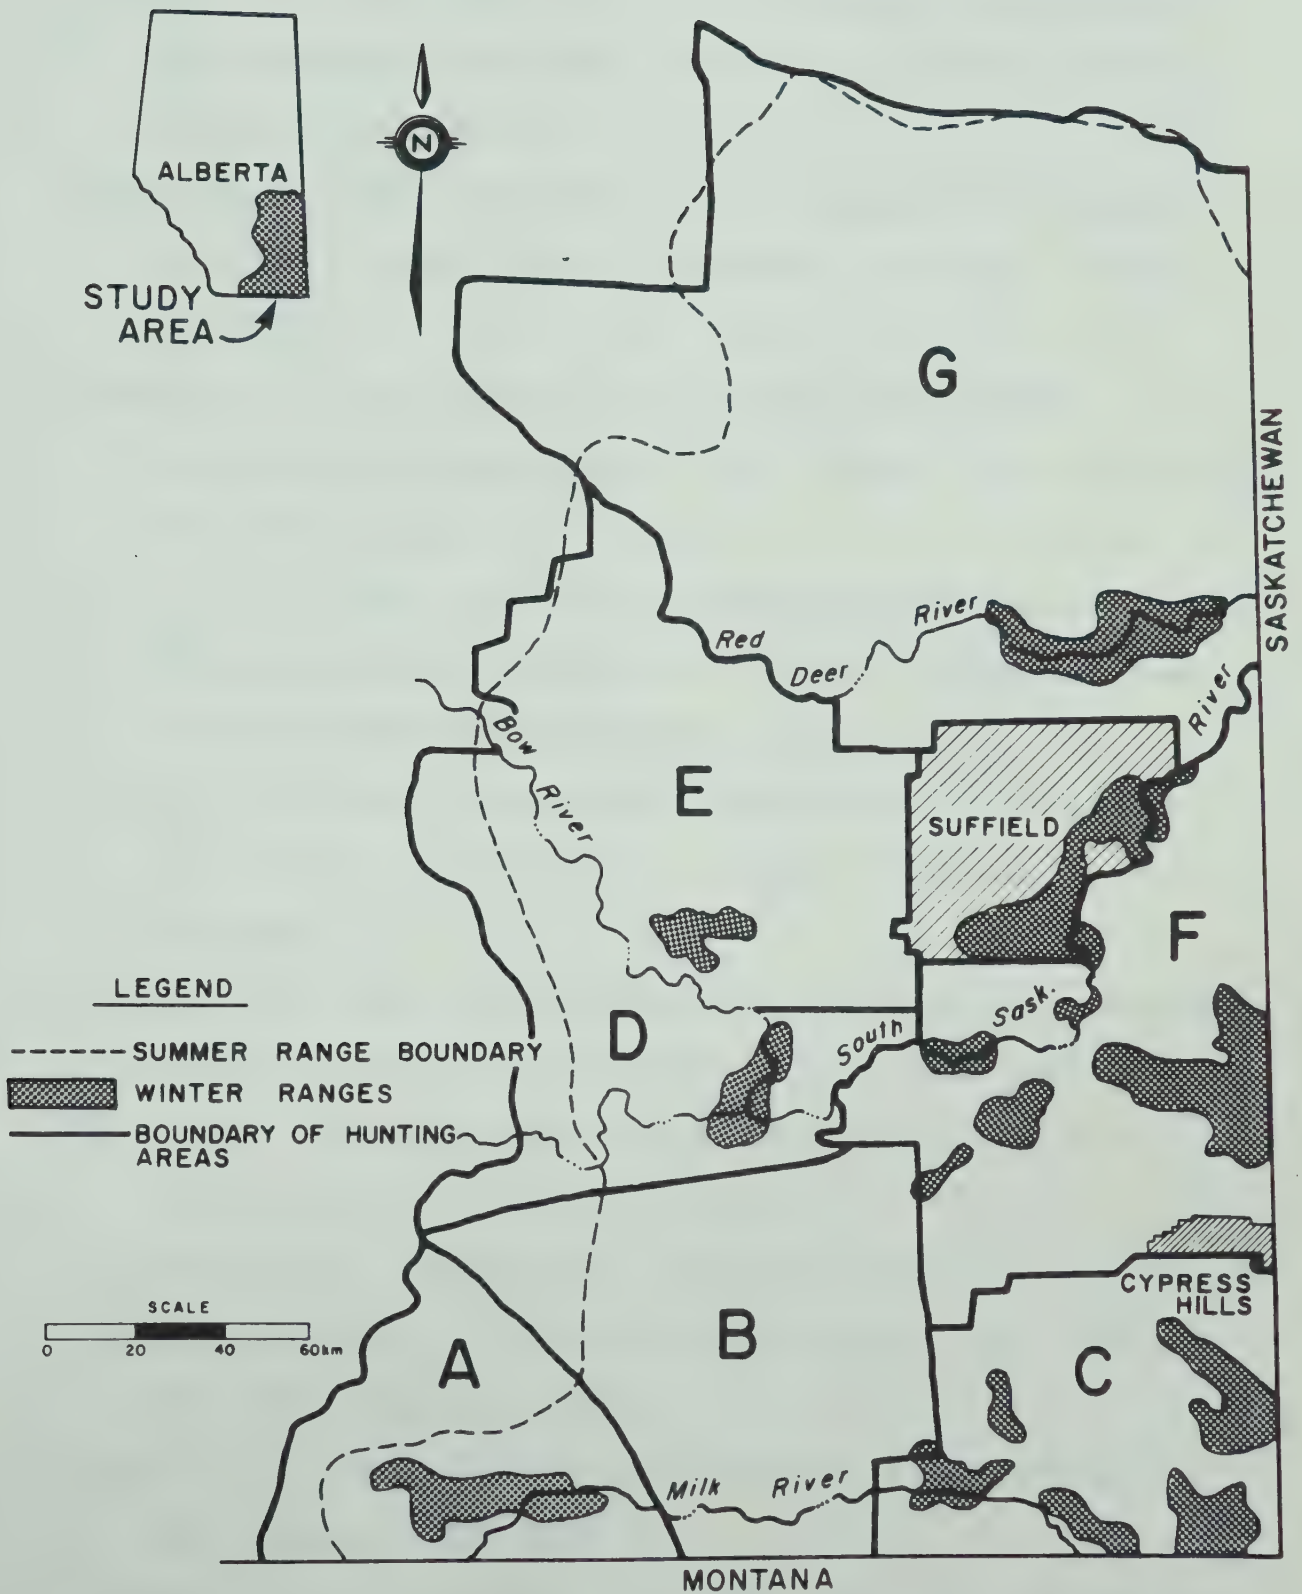 ALBERTA
STUDY
AREA
N
G
SASKATCHEWAN
Red Deer River
River
Bow River
E
SUFFIELD
F
LEGEND
SUMMER RANGE BOUNDARY
WINTER RANGES
BOUNDARY OF HUNTING
AREAS
D
South Sask.
CYPRESS
HILLS
SCALE
0 20 40 60km
A
B
C
Milk River
MONTANA